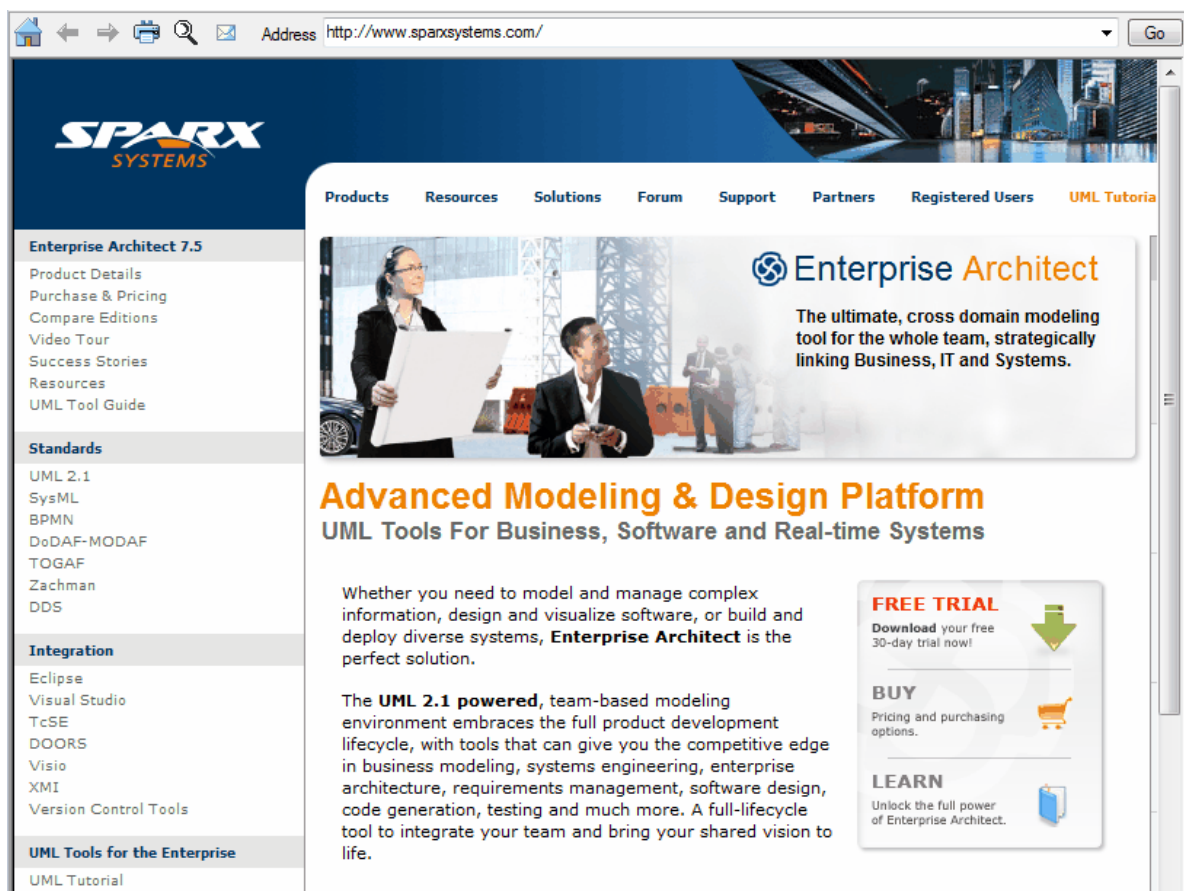 Address http://www.sparxsystems.com/ Go
SPARX
SYSTEMS
Products Resources Solutions Forum Support Partners Registered Users UML Tutoria
Enterprise Architect 7.5
Product Details
Purchase & Pricing
Compare Editions
Video Tour
Success Stories
Resources
UML Tool Guide
Standards
UML 2.1
SysML
BPMN
DoDAF-MODAF
TOGAF
Zachman
DDS
Integration
Eclipse
Visual Studio
TcSE
DOORS
Visio
XMI
Version Control Tools
UML Tools for the Enterprise
UML Tutorial
Enterprise Architect
The ultimate, cross domain modeling
tool for the whole team, strategically
linking Business, IT and Systems.
Advanced Modeling & Design Platform
UML Tools For Business, Software and Real-time Systems
Whether you need to model and manage complex
information, design and visualize software, or build and
deploy diverse systems, Enterprise Architect is the
perfect solution.
The UML 2.1 powered, team-based modeling
environment embraces the full product development
lifecycle, with tools that can give you the competitive edge
in business modeling, systems engineering, enterprise
architecture, requirements management, software design,
code generation, testing and much more. A full-lifecycle
tool to integrate your team and bring your shared vision to
life.
FREE TRIAL
Download your free
30-day trial now!
BUY
Pricing and purchasing
options.
LEARN
Unlock the full power
of Enterprise Architect.